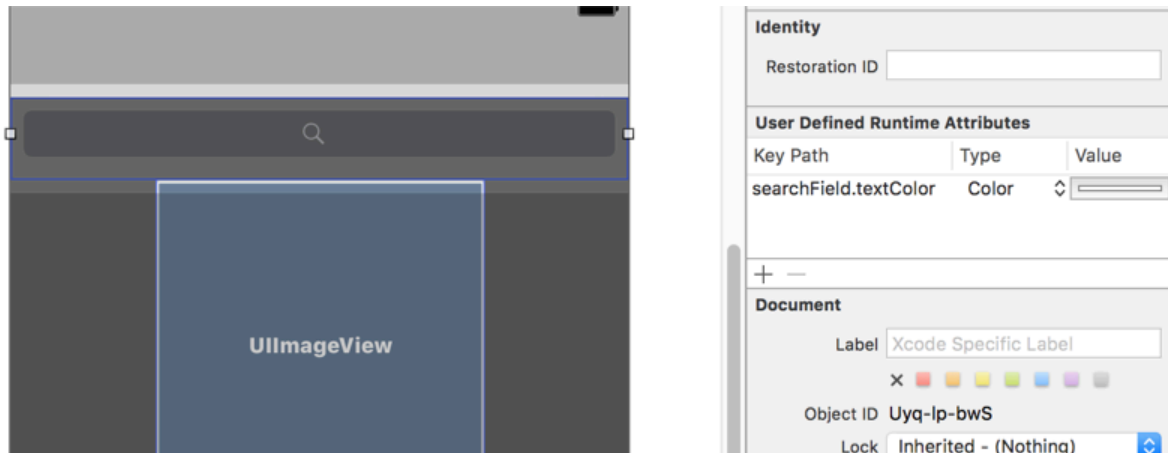 UIImageView
Identity
Restoration ID
User Defined Runtime Attributes
Key Path Type Value
searchField.textColor Color
Document
Label Xcode Specific Label
Object ID Uyq-lp-bwS
Lock Inherited - (Nothing)